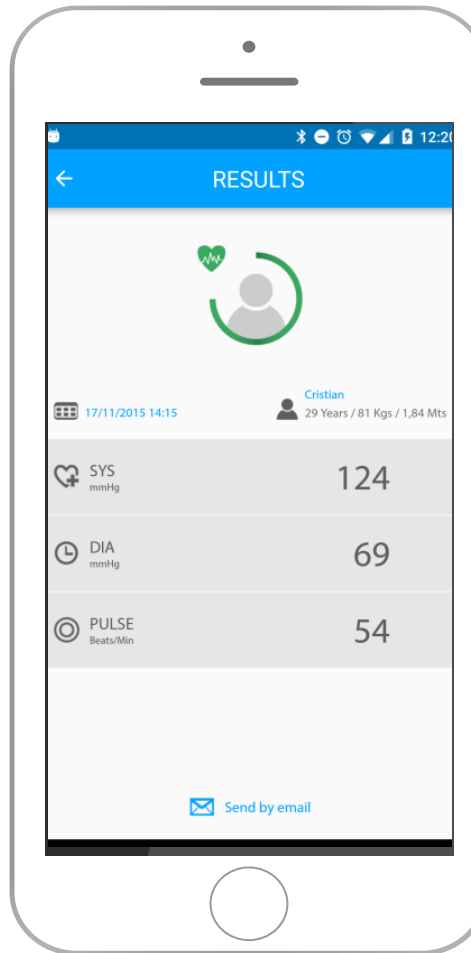 12:20
RESULTS
17/11/2015 14:15
Cristian
29 Years / 81 Kgs / 1,84 Mts
SYS
mmHg
124
DIA
mmHg
69
PULSE
Beats/Min
54
Send by email